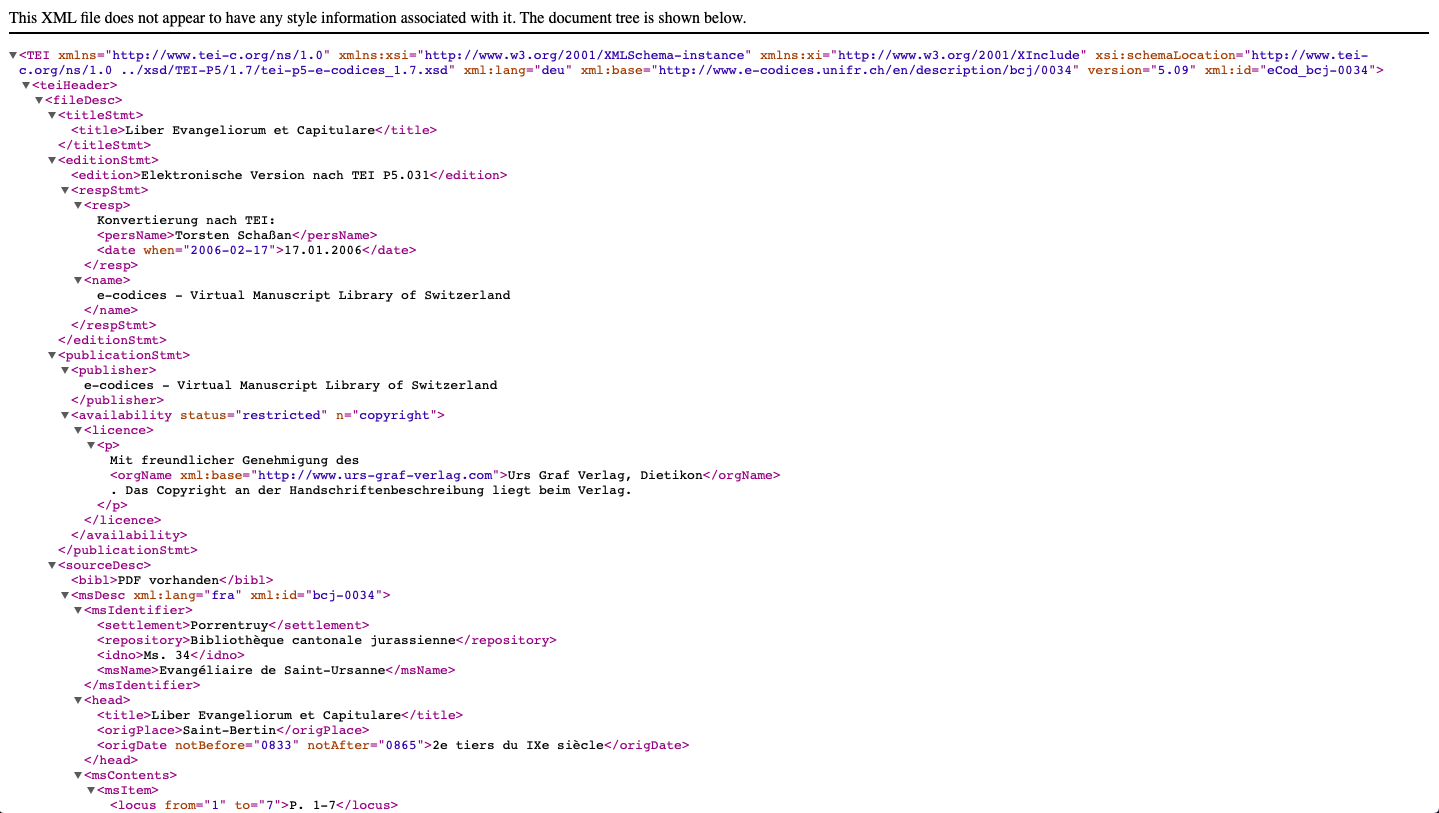 This XML file does not appear to have any style information associated with it. The document tree is shown below.
▼<TEI xmlns="http://www.tei-c.org/ns/1.0" xmlns:xsi="http://www.w3.org/2001/XMLSchema-instance" xmlns:xi="http://www.w3.org/2001/XInclude" xsi:schemaLocation="http://www.tei-
c.org/ns/1.0 ../xsd/TEI-P5/1.7/tei-p5-e-codices_1.7.xsd" xml:lang="deu" xml:base="http://www.e-codices.unifr.ch/en/description/bcj/0034" version="5.09" xml:id="eCod_bcj-0034">
▼<teiHeader>
▼<fileDesc>
▼<titleStmt>
<title>Liber Evangeliorum et Capitulare</title>
</titleStmt>
▼<editionStmt>
<edition>Elektronische Version nach TEI P5.031</edition>
▼<respStmt>
▼<resp>
Konvertierung nach TEI:
<persName>Torsten Schaßan</persName>
<date when="2006-02-17">17.01.2006</date>
</resp>
▼<name>
e-codices - Virtual Manuscript Library of Switzerland
</name>
</respStmt>
</editionStmt>
▼<publicationStmt>
▼<publisher>
e-codices - Virtual Manuscript Library of Switzerland
</publisher>
▼<availability status="restricted" n="copyright">
▼<licence>
▼<p>
Mit freundlicher Genehmigung des
<orgName xml:base="http://www.urs-graf-verlag.com">Urs Graf Verlag, Dietikon</orgName>
. Das Copyright an der Handschriftenbeschreibung liegt beim Verlag.
</p>
</licence>
</availability>
</publicationStmt>
▼<sourceDesc>
<bibl>PDF vorhanden</bibl>
▼<msDesc xml:lang="fra" xml:id="bcj-0034">
▼<msIdentifier>
<settlement>Porrentruy</settlement>
<repository>Bibliothèque cantonale jurassienne</repository>
<idno>Ms. 34</idno>
<msName>Evangéliaire de Saint-Ursanne</msName>
</msIdentifier>
▼<head>
<title>Liber Evangeliorum et Capitulare</title>
<origPlace>Saint-Bertin</origPlace>
<origDate notBefore="0833" notAfter="0865">2e tiers du IXe siècle</origDate>
</head>
▼<msContents>
▼<msItem>
<locus from="1" to="7">P. 1-7</locus>